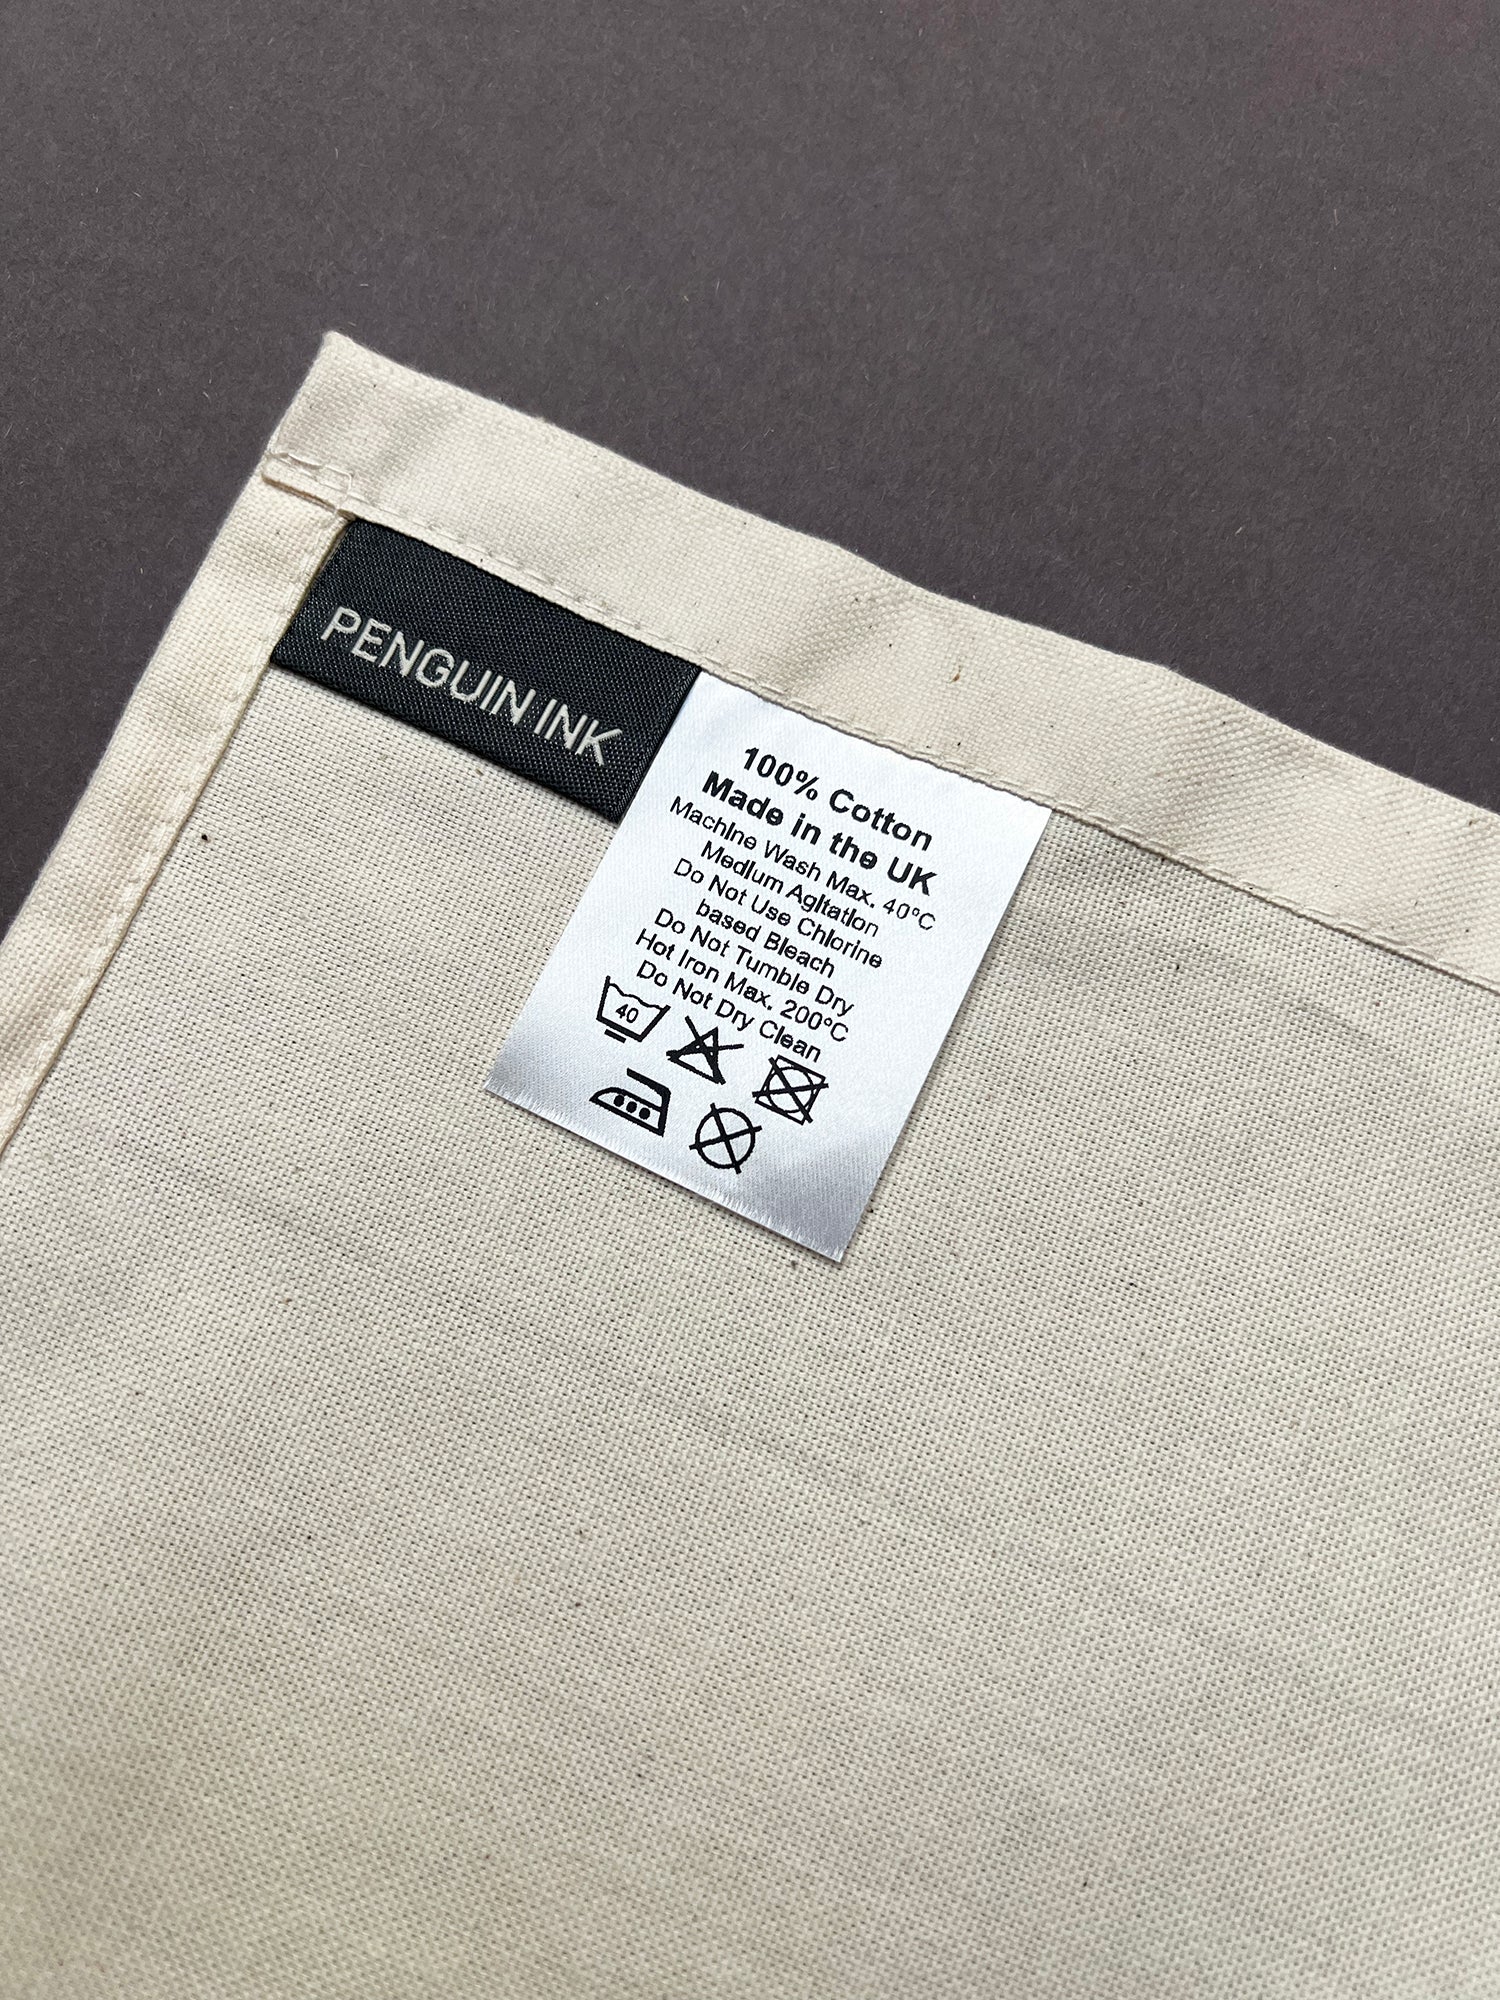 PENGUIN INK
100% Cotton
Made in the UK
Machine Wash Max. 40°C
Medium Agitation
Do Not Use Chlorine
based Bleach
Do Not Tumble Dry
Hot Iron Max. 200°C
Do Not Dry Clean
40